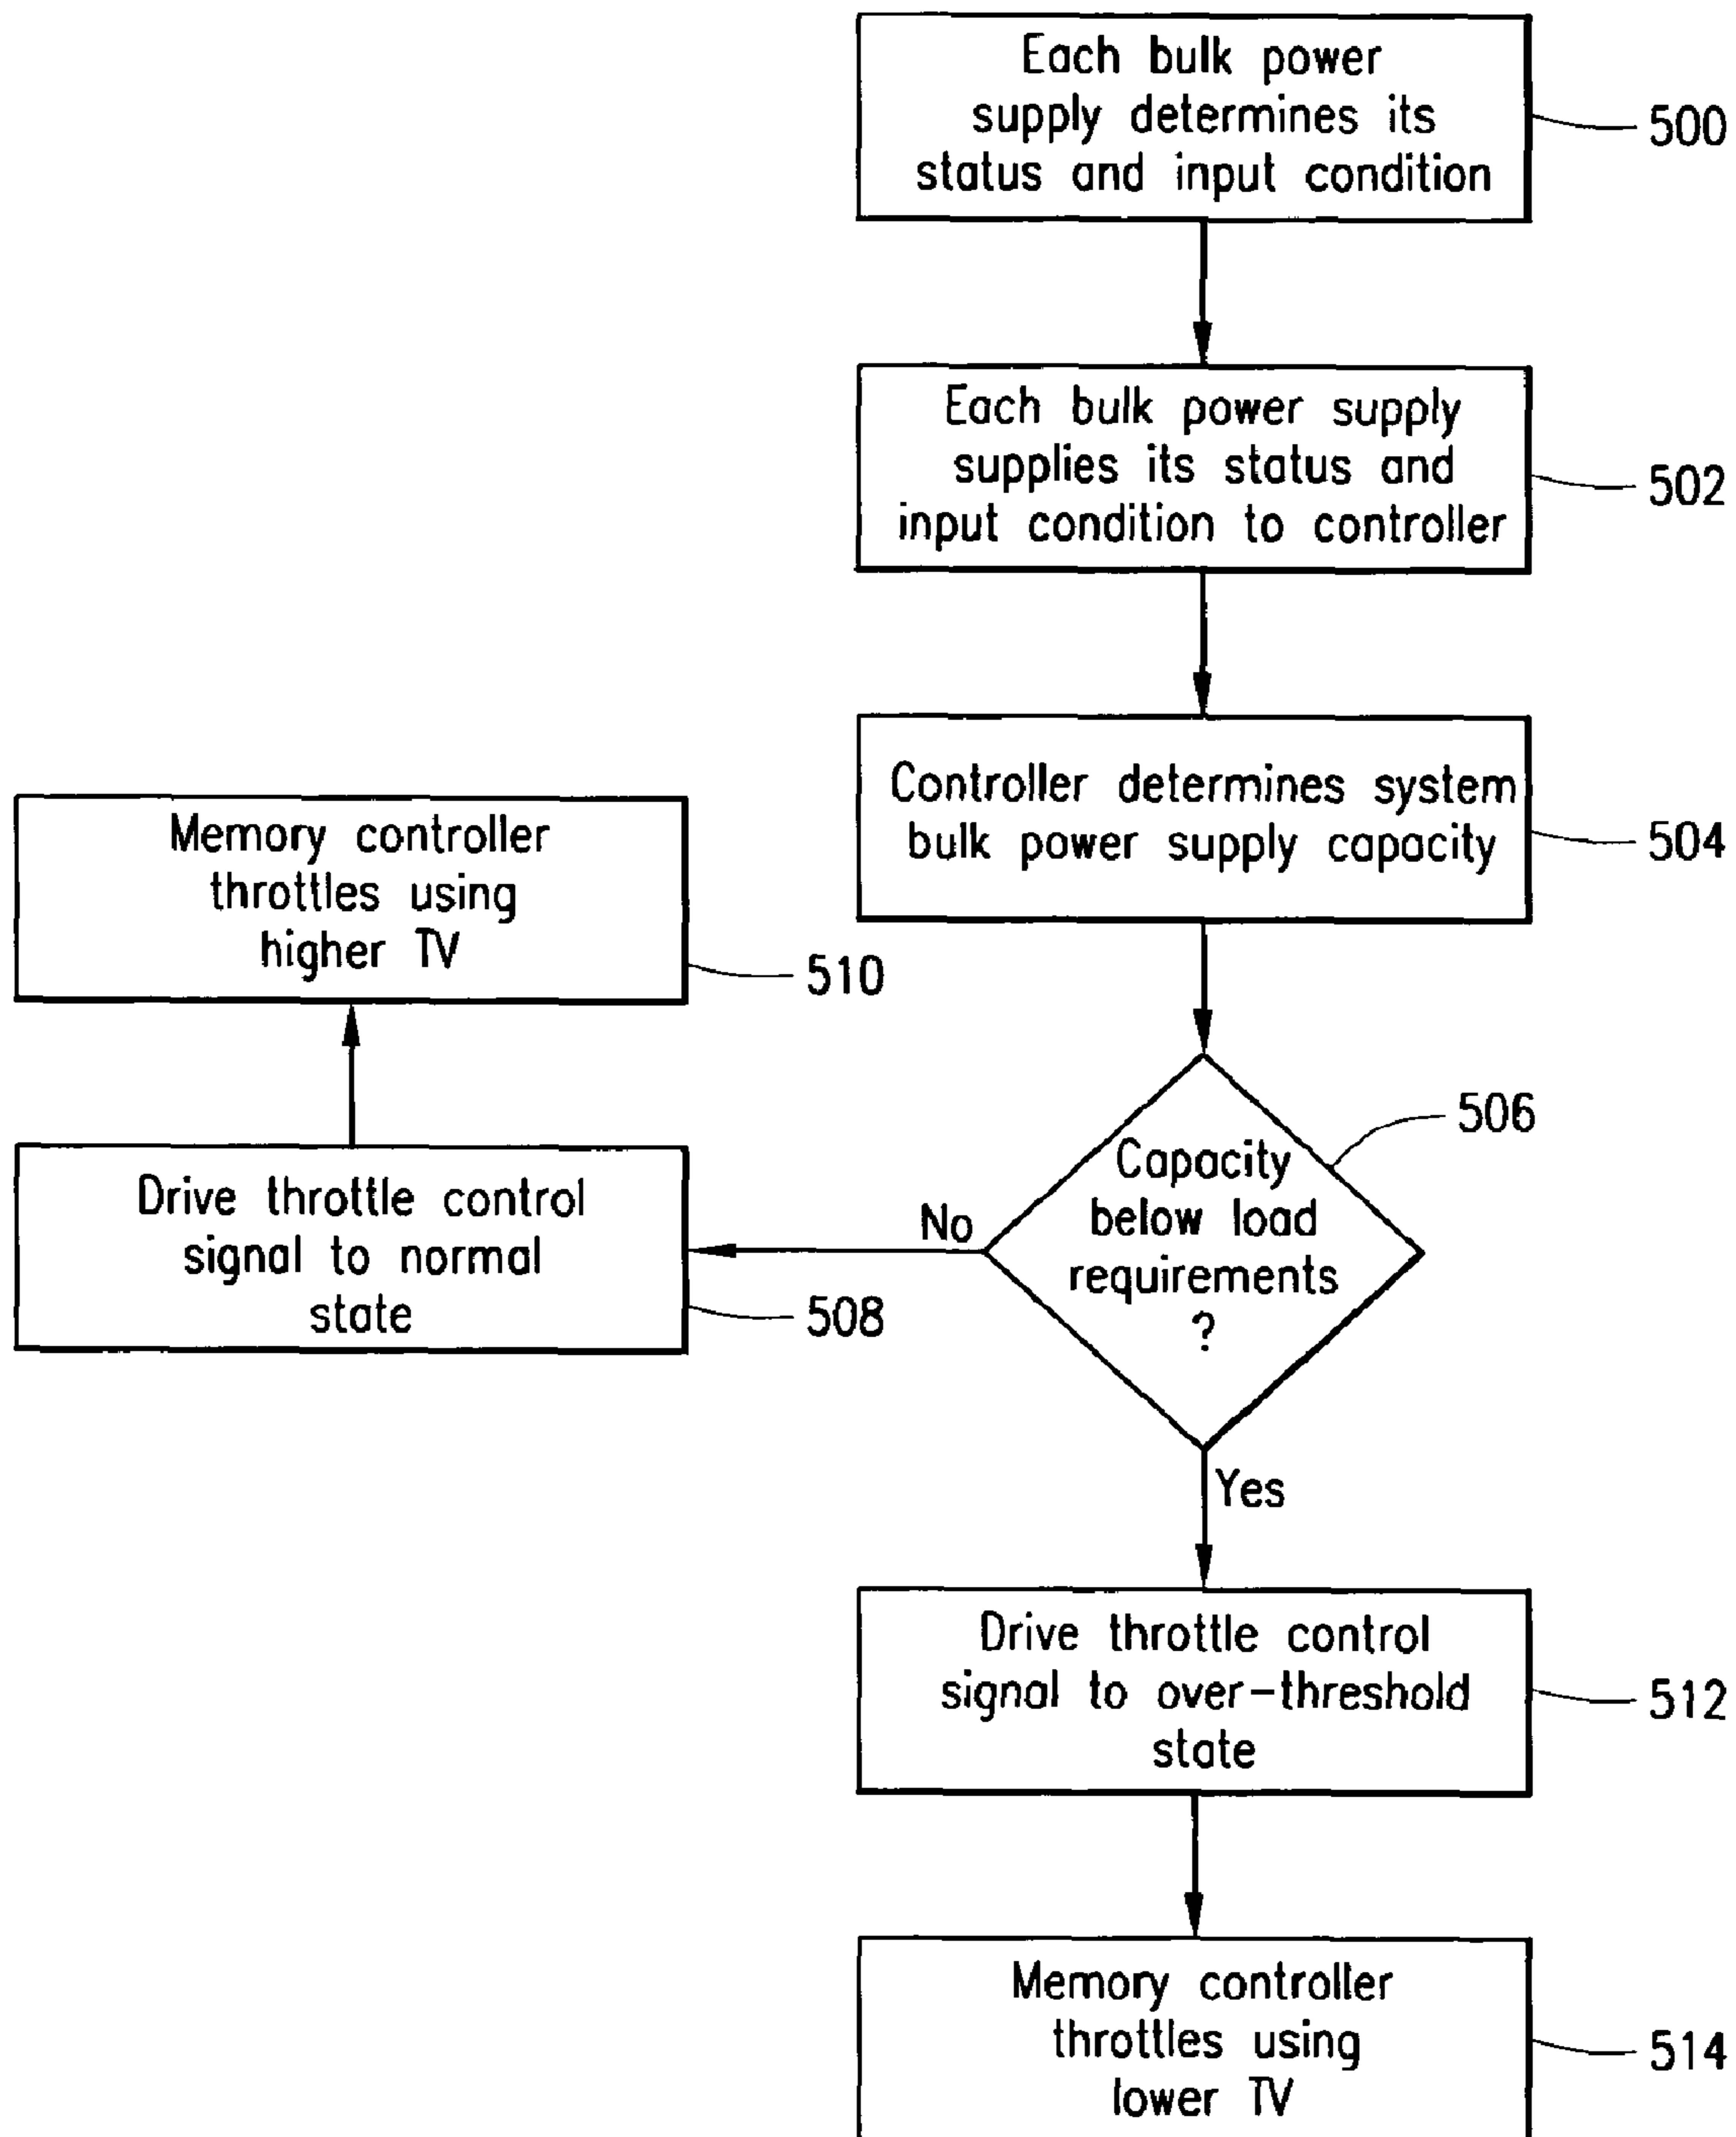 Each bulk power
supply determines its
status and input condition
500
Each bulk power supply
supplies its status and
input condition to controller
502
Controller determines system
bulk power supply capacity
504
Memory controller
throttles using
higher TV
510
506
Capacity
below load
requirements
?
No
Drive throttle control
signal to normal
state
508
Yes
Drive throttle control
signal to over-threshold
state
512
Memory controller
throttles using
lower TV
514